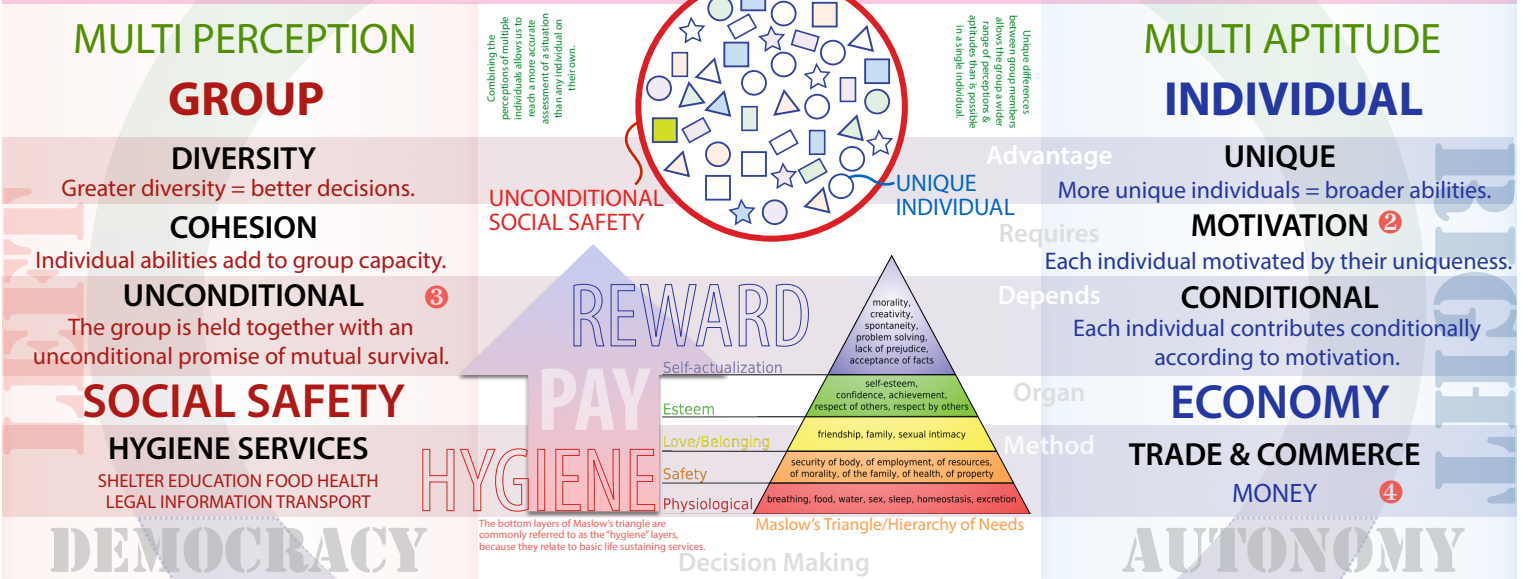 MULTI PERCEPTION
GROUP
DIVERSITY
Greater diversity = better decisions.
COHESION
Individual abilities add to group capacity.
UNCONDITIONAL ❸
The group is held together with an
unconditional promise of mutual survival.
SOCIAL SAFETY
HYGIENE SERVICES
SHELTER EDUCATION FOOD HEALTH
LEGAL INFORMATION TRANSPORT
LEFT
DEMOCRACY
Combining the
perceptions of multiple
individuals allows us to
reach a more accurate
assessment of a situation
than any individual on
their own.
Unique differences
between group members
allows the group a wider
range of perceptions &
aptitudes than is possible
in a single individual.
UNCONDITIONAL
SOCIAL SAFETY
UNIQUE
INDIVIDUAL
REWARD
PAY
HYGIENE
Self-actualization
Esteem
Love/Belonging
Safety
Physiological
morality,
creativity,
spontaneity,
problem solving,
lack of prejudice,
acceptance of facts
self-esteem,
confidence, achievement,
respect of others, respect by others
friendship, family, sexual intimacy
security of body, of employment, of resources,
of morality, of the family, of health, of property
breathing, food, water, sex, sleep, homeostasis, excretion
The bottom layers of Maslow's triangle are
commonly referred to as the "hygiene" layers,
because they relate to basic life sustaining services.
Maslow's Triangle/Hierarchy of Needs
Decision Making
Advantage
Requires
Depends
Organ
Method
MULTI APTITUDE
INDIVIDUAL
UNIQUE
More unique individuals = broader abilities.
MOTIVATION ❷
Each individual motivated by their uniqueness.
CONDITIONAL
Each individual contributes conditionally
according to motivation.
ECONOMY
TRADE & COMMERCE
MONEY ❹
RIGHT
AUTONOMY